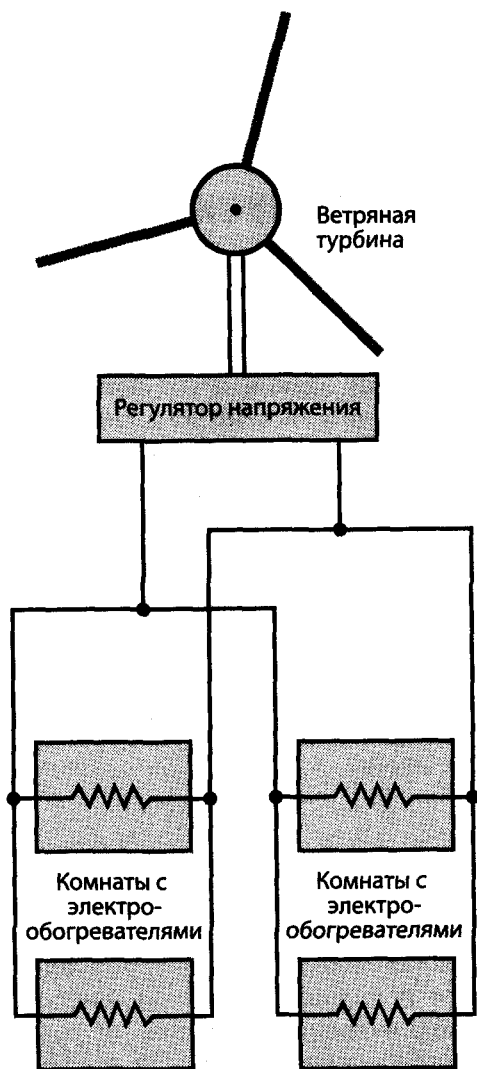 Ветряная
турбина
Регулятор напряжения
Комнаты с
электро-
обогревателями
Комнаты с
электро-
обогревателями